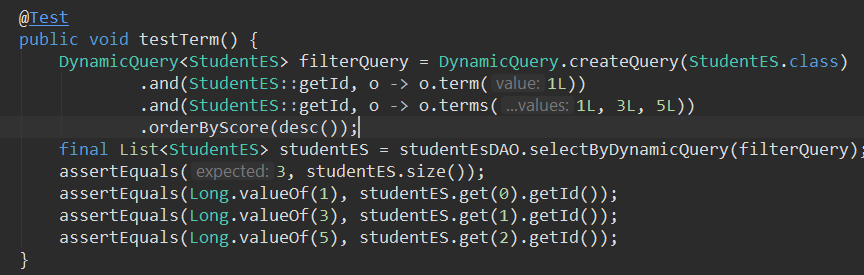 @Test
public void testTerm() {
    DynamicQuery<StudentES> filterQuery = DynamicQuery.createQuery(StudentES.class)
            .and(StudentES::getId, o -> o.term( value: 1L))
            .and(StudentES::getId, o -> o.terms( ...values: 1L, 3L, 5L))
            .orderByScore(desc());
    final List<StudentES> studentES = studentEsDAO.selectByDynamicQuery(filterQuery);
    assertEquals( expected: 3, studentES.size());
    assertEquals(Long.valueOf(1), studentES.get(0).getId());
    assertEquals(Long.valueOf(3), studentES.get(1).getId());
    assertEquals(Long.valueOf(5), studentES.get(2).getId());
}